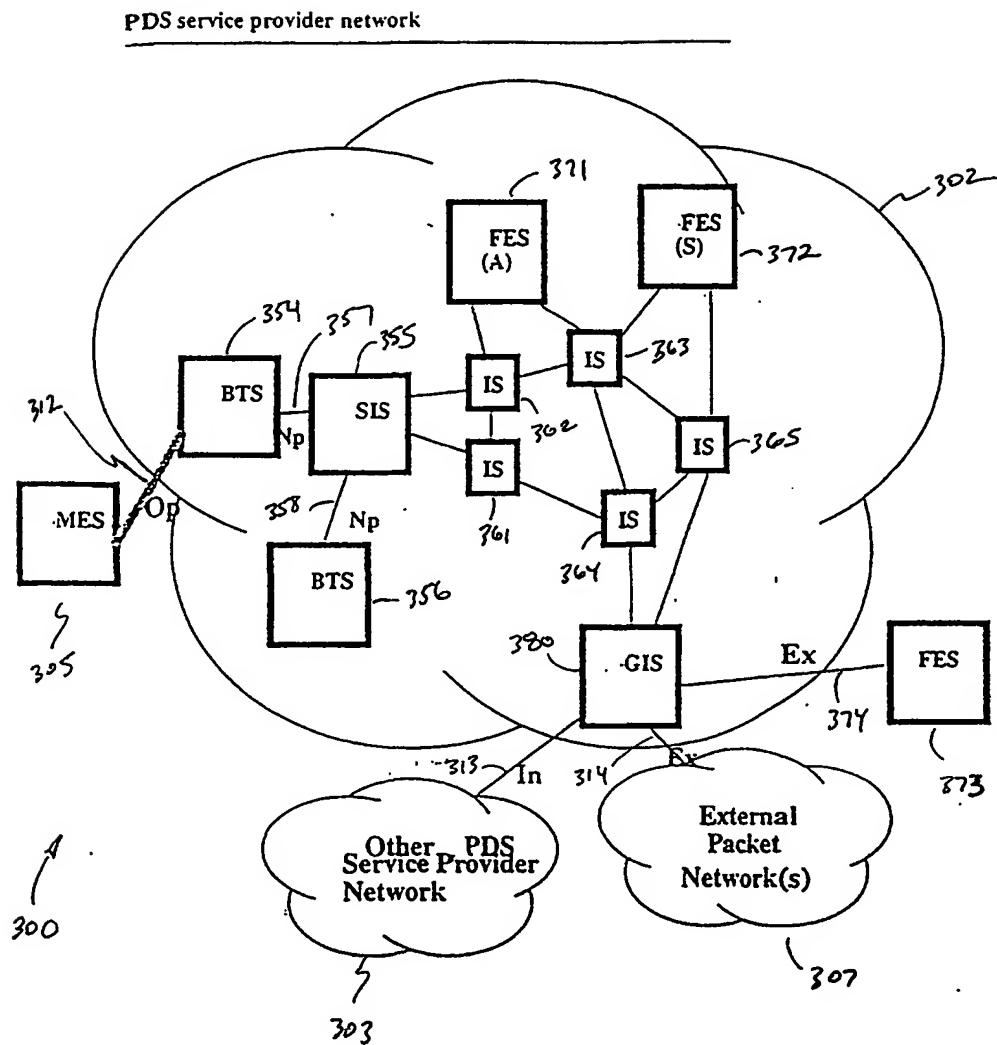 PDS service provider network
371
302
FES
(A)
FES
(S)
372
354
357
355
363
IS
BTS
SIS
IS
312
Np
362
IS
365
IS
MES
Op
358
Np
361
IS
364
BTS
356
305
380
GIS
Ex
FES
374
313
In
314
Ex
373
Other PDS
Service Provider
Network
External
Packet
Network(s)
300
307
303